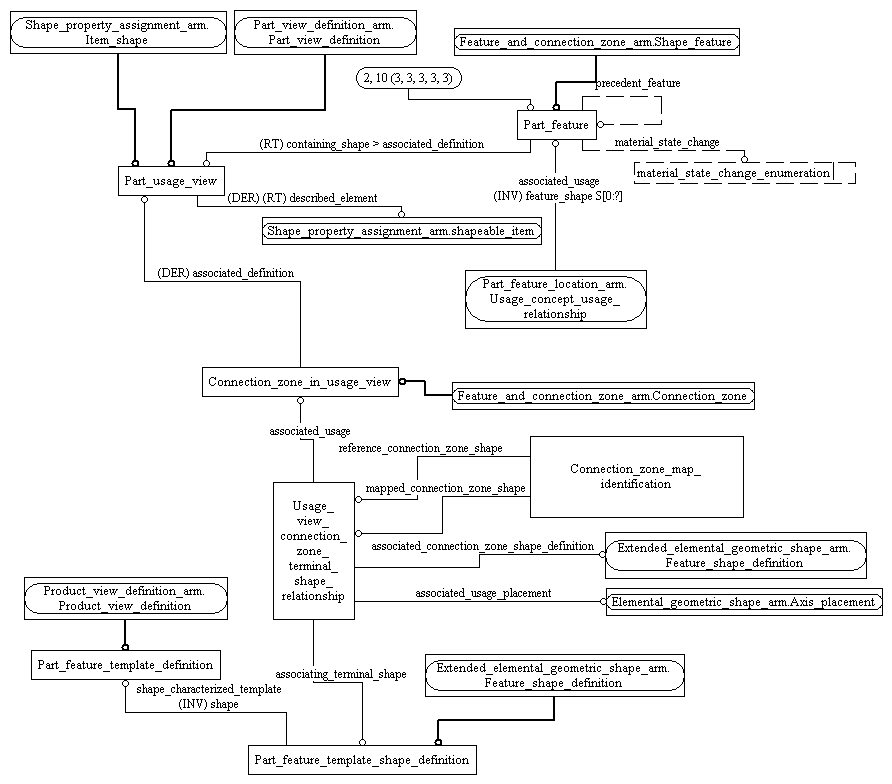 Shape_property_assignment_arm.
Item_shape
Part_view_definition_arm.
Part_view_definition
Feature_and_connection_zone_arm.Shape_feature
2, 10 (3, 3, 3, 3, 3)
precedent_feature
Part_feature
(RT) containing_shape > associated_definition
material_state_change
material_state_change_enumeration
Part_usage_view
associated_usage
(INV) feature_shape S[0:?]
(DER) (RT) described_element
Shape_property_assignment_arm.shapeable_item
(DER) associated_definition
Part_feature_location_arm.
Usage_concept_usage_
relationship
Connection_zone_in_usage_view
Feature_and_connection_zone_arm.Connection_zone
associated_usage
reference_connection_zone_shape
Connection_zone_map_
identification
mapped_connection_zone_shape
Usage_
view_
connection_
zone_
terminal_
shape_
relationship
associated_connection_zone_shape_definition
Extended_elemental_geometric_shape_arm.
Feature_shape_definition
associated_usage_placement
Elemental_geometric_shape_arm.Axis_placement
Product_view_definition_arm.
Product_view_definition
Part_feature_template_definition
associating_terminal_shape
Extended_elemental_geometric_shape_arm.
Feature_shape_definition
shape_characterized_template
(INV) shape
Part_feature_template_shape_definition